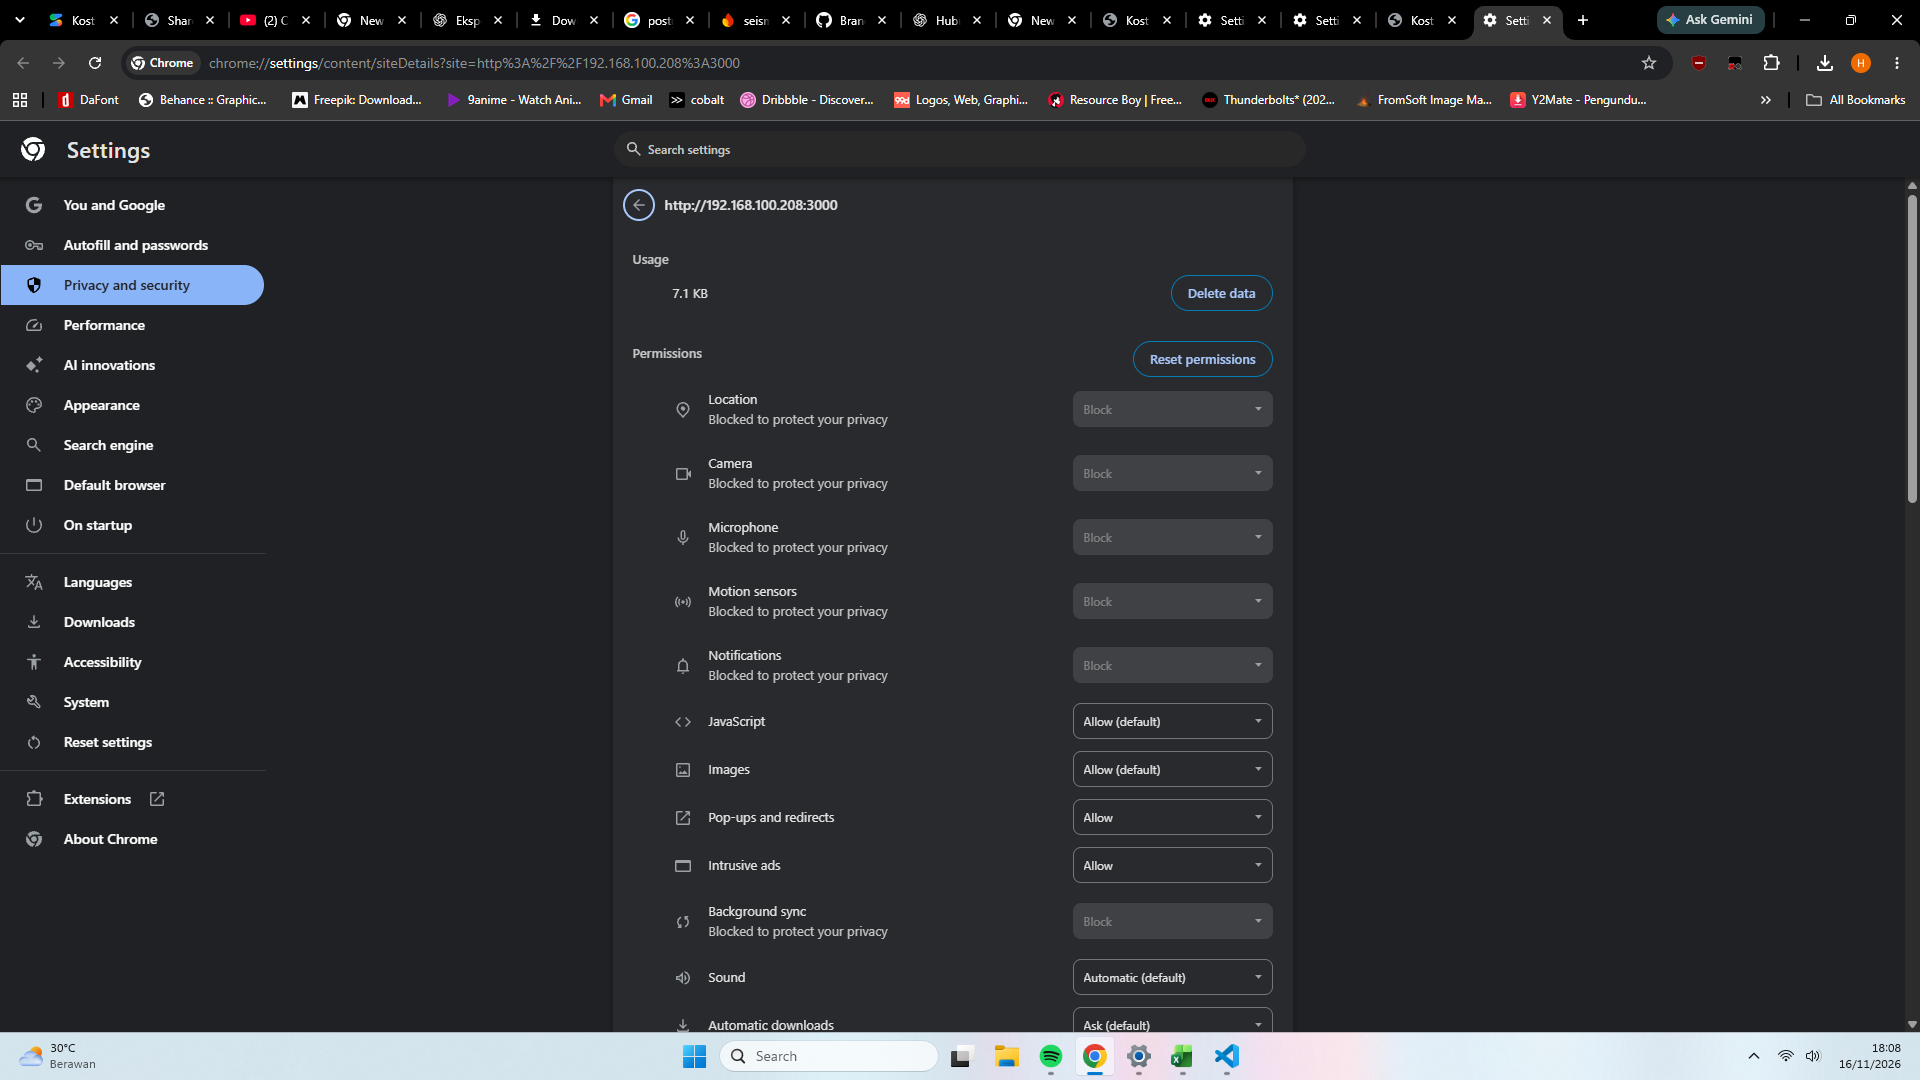 Kost
Shar
(2) C
New
Eksp
Dow
post
seism
Bran
Hub
New
Kost
Setti
Setti
Kost
Setti
Ask Gemini
Chrome
chrome://settings/content/siteDetails?site=http%3A%2F%2F192.168.100.208%3A3000
H
DaFont
Behance :: Graphic...
Freepik: Download...
9anime - Watch Ani...
Gmail
cobalt
Dribbble - Discover...
Logos, Web, Graphi...
Resource Boy | Free...
Thunderbolts* (202...
FromSoft Image Ma...
Y2Mate - Pengundu...
All Bookmarks
Settings
Search settings
You and Google
Autofill and passwords
Privacy and security
Performance
AI innovations
Appearance
Search engine
Default browser
On startup
Languages
Downloads
Accessibility
System
Reset settings
Extensions
About Chrome
http://192.168.100.208:3000
Usage
7.1 KB
Delete data
Permissions
Reset permissions
Location
Blocked to protect your privacy
Block
Camera
Blocked to protect your privacy
Block
Microphone
Blocked to protect your privacy
Block
Motion sensors
Blocked to protect your privacy
Block
Notifications
Blocked to protect your privacy
Block
JavaScript
Allow (default)
Images
Allow (default)
Pop-ups and redirects
Allow
Intrusive ads
Allow
Background sync
Blocked to protect your privacy
Block
Sound
Automatic (default)
Automatic downloads
Ask (default)
30°C
Berawan
Search
18:08
16/11/2026